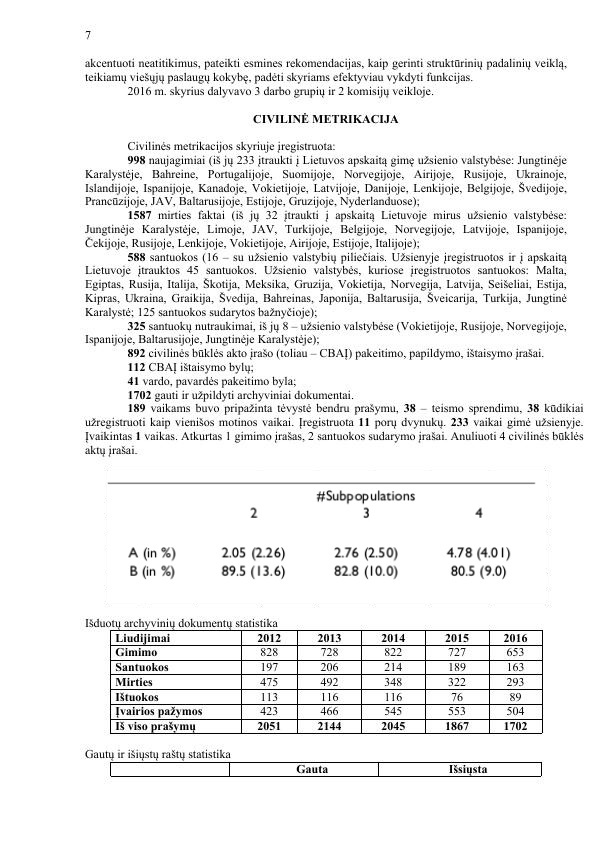 7
akcentuoti neatitikimus, pateikti esmines rekomendacijas, kaip gerinti struktūrinių padalinių veiklą,
teikiamų viešųjų paslaugų kokybę, padėti skyriams efektyviau vykdyti funkcijas.
2016 m. skyrius dalyvavo 3 darbo grupių ir 2 komisijų veikloje.
CIVILINĖ METRIKACIJA
Civilinės metrikacijos skyriuje įregistruota:
998 naujagimiai (iš jų 233 įtraukti į Lietuvos apskaitą gimę užsienio valstybėse: Jungtinėje
Karalystėje, Bahreine, Portugalijoje, Suomijoje, Norvegijoje, Airijoje, Rusijoje, Ukrainoje,
Islandijoje, Ispanijoje, Kanadoje, Vokietijoje, Latvijoje, Danijoje, Lenkijoje, Belgijoje, Švedijoje,
Prancūzijoje, JAV, Baltarusijoje, Estijoje, Gruzijoje, Nyderlanduose);
1587 mirties faktai (iš jų 32 įtraukti į apskaitą Lietuvoje mirus užsienio valstybėse:
Jungtinėje Karalystėje, Limoje, JAV, Turkijoje, Belgijoje, Norvegijoje, Latvijoje, Ispanijoje,
Čekijoje, Rusijoje, Lenkijoje, Vokietijoje, Airijoje, Estijoje, Italijoje);
588 santuokos (16 – su užsienio valstybių piliečiais. Užsienyje įregistruotos ir į apskaitą
Lietuvoje įtrauktos 45 santuokos. Užsienio valstybės, kuriose įregistruotos santuokos: Malta,
Egiptas, Rusija, Italija, Škotija, Meksika, Gruzija, Vokietija, Norvegija, Latvija, Seišeliai, Estija,
Kipras, Ukraina, Graikija, Švedija, Bahreinas, Japonija, Baltarusija, Šveicarija, Turkija, Jungtinė
Karalystė; 125 santuokos sudarytos bažnyčioje);
325 santuokų nutraukimai, iš jų 8 – užsienio valstybėse (Vokietijoje, Rusijoje, Norvegijoje,
Ispanijoje, Baltarusijoje, Jungtinėje Karalystėje);
892 civilinės būklės akto įrašo (toliau – CBAĮ) pakeitimo, papildymo, ištaisymo įrašai.
112 CBAĮ ištaisymo bylų;
41 vardo, pavardės pakeitimo byla;
1702 gauti ir užpildyti archyviniai dokumentai.
189 vaikams buvo pripažinta tėvystė bendru prašymu, 38 – teismo sprendimu, 38 kūdikiai
užregistruoti kaip vienišos motinos vaikai. Įregistruota 11 porų dvynukų. 233 vaikai gimė užsienyje.
Įvaikintas 1 vaikas. Atkurtas 1 gimimo įrašas, 2 santuokos sudarymo įrašai. Anuliuoti 4 civilinės būklės
aktų įrašai.
#Subpopulations
2 3 4
A (in %) 2.05 (2.26) 2.76 (2.50) 4.78 (4.01)
B (in %) 89.5 (13.6) 82.8 (10.0) 80.5 (9.0)
Išduotų archyvinių dokumentų statistika
Liudijimai 2012 2013 2014 2015 2016
Gimimo 828 728 822 727 653
Santuokos 197 206 214 189 163
Mirties 475 492 348 322 293
Ištuokos 113 116 116 76 89
Įvairios pažymos 423 466 545 553 504
Iš viso prašymų 2051 2144 2045 1867 1702
Gautų ir išiųstų raštų statistika
Gauta Išsiųsta